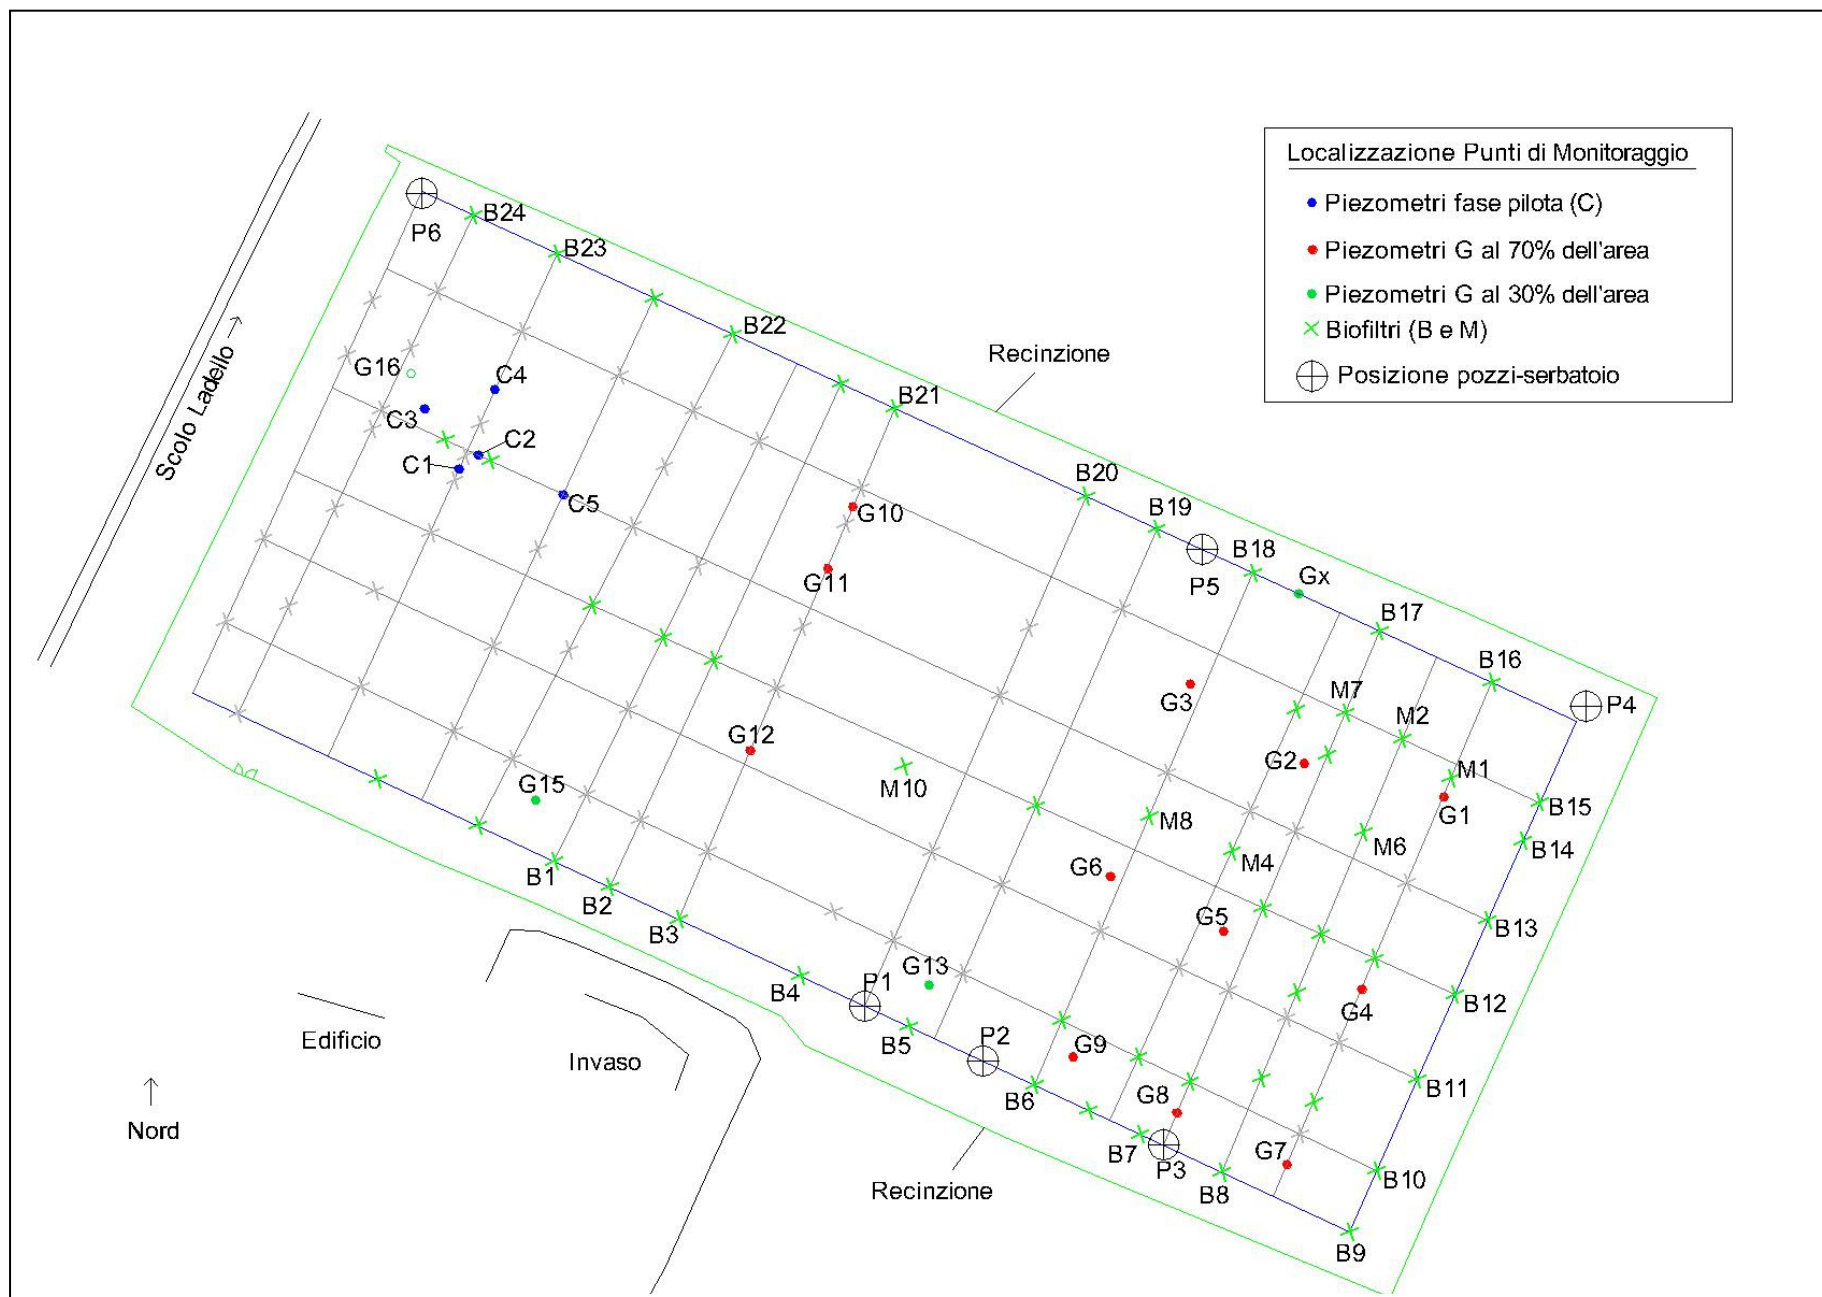 Localizzazione Punti di Monitoraggio
Piezometri fase pilota (C)
Piezometri G al 70% dell'area
Piezometri G al 30% dell'area
Biofiltri (B e M)
Posizione pozzi-serbatoio
P6
B24
B23
B22
Recinzione
Scolo Ladello
G16
C4
C3
C2
C1
C5
B21
B20
B19
B18
P5
Gx
B17
B16
P4
G10
G11
G3
M7
M2
G2
M1
G1
B15
B14
G12
M10
M8
M4
M6
G15
G6
G5
B13
B1
B2
B3
B4
P1
G13
B5
P2
G9
B6
G8
B7
P3
G7
B8
G4
B12
B11
B10
B9
Edificio
Invaso
Nord
Recinzione